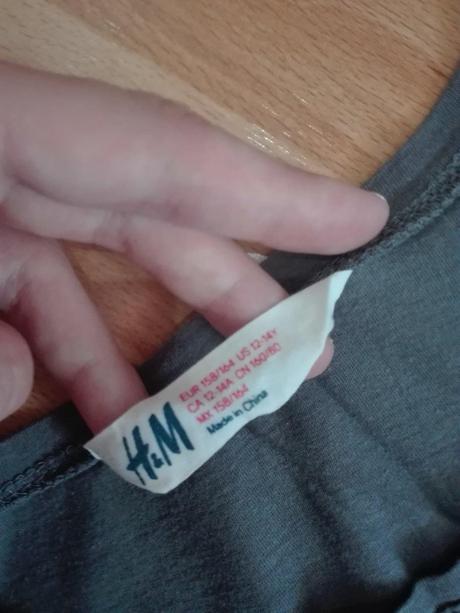 H&M
EUR 158/164 US 12-14Y
CA 12-14A CN 160/80
MX 158/164
Made in China